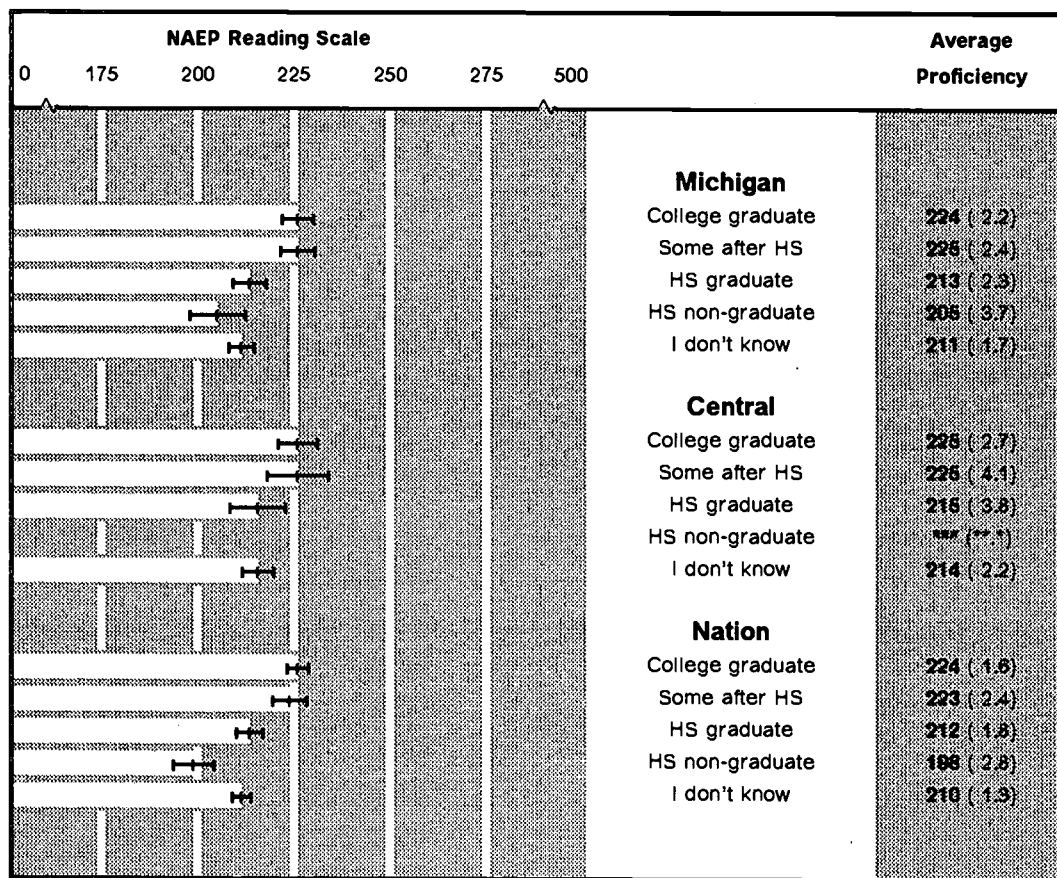 NAEP Reading Scale
Average
Proficiency
0 175 200 225 250 275 500
Michigan
College graduate 224 ( 2.2)
Some after HS 225 ( 2.4)
HS graduate 213 ( 2.3)
HS non-graduate 205 ( 3.7)
I don't know 211 ( 1.7)
Central
College graduate 225 ( 2.7)
Some after HS 225 ( 4.1)
HS graduate 215 ( 3.8)
HS non-graduate *** (**.*)
I don't know 214 ( 2.2)
Nation
College graduate 224 ( 1.6)
Some after HS 223 ( 2.4)
HS graduate 212 ( 1.8)
HS non-graduate 198 ( 2.8)
I don't know 210 ( 1.3)